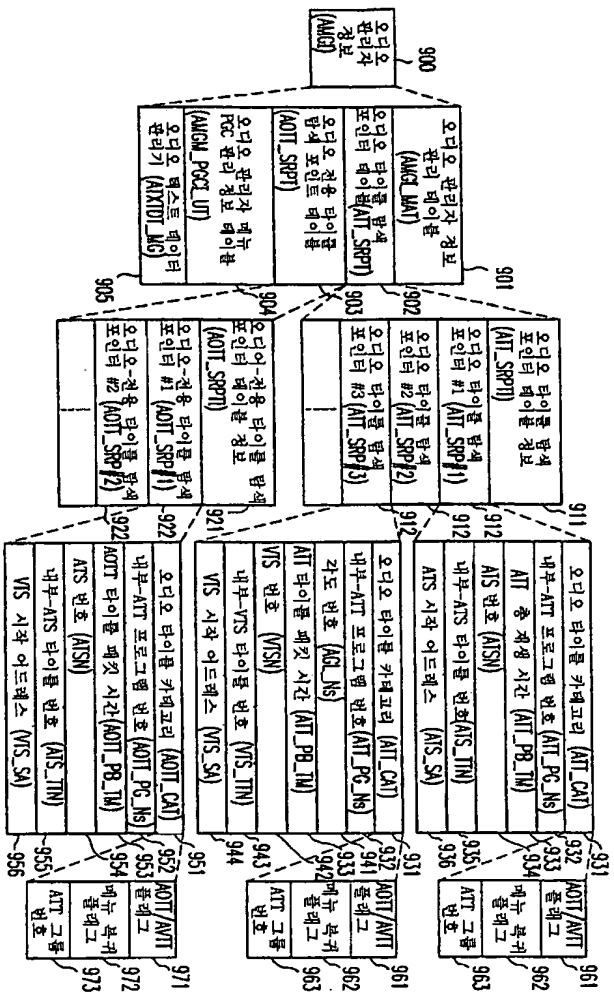 900
오디오
관리자
정보
(AMGI)
901
오디오 관리자 정보
관리 테이블
(AMGI_MAT)
902
오디오 타이틀 탐색
포인터 테이블(ATT_SRPT)
903
오디오 전용 타이틀
탐색 포인트 테이블
(AOTT_SRPT)
904
오디오 관리자 메뉴
PGC 관리 정보 테이블
(AMGM_PGCI_UT)
905
오디오 텍스트 데이터
관리기 (ATXTDT_MG)
911
오디오 타이틀 탐색
포인터 테이블 정보
(ATT_SRPTI)
912
오디오 타이틀 탐색
포인터 #1 (ATT_SRP#1)
912
오디오 타이틀 탐색
포인터 #2 (ATT_SRP#2)
912
오디오 타이틀 탐색
포인터 #3 (ATT_SRP#3)
921
오디어-전용 타이틀 탐색
포인터 테이블 정보
(AOTT_SRPTI)
922
오디오-전용 타이틀 탐색
포인터 #1 (AOTT_SRP#1)
922
오디오-전용 타이틀 탐색
포인터 #2 (AOTT_SRP#2)
931
오디오 타이틀 카테고리 (ATT_CAT)
932
내부-ATT 프로그램 번호 (ATT_PG_Ns)
933
ATT 총 재생 시간 (ATT_PB_TM)
934
ATS 번호 (ATSN)
935
내부-ATS 타이틀 번호(ATS_TTN)
936
ATS 시작 어드레스 (ATS_SA)
931
오디오 타이틀 카테고리 (ATT_CAT)
932
내부-ATT 프로그램 번호 (ATT_PG_Ns)
941
각도 번호 (AGL_Ns)
933
ATT 타이틀 패킷 시간 (ATT_PB_TM)
942
VTS 번호 (VTSN)
943
내부-VTS 타이틀 번호 (VTS_TTN)
944
VTS 시작 어드레스 (VTS_SA)
951
오디오 타이틀 카테고리 (AOTT_CAT)
952
내부-ATT 프로그램 번호 (AOTT_PG_Ns)
953
AOTT 타이틀 패킷 시간(AOTT_PB_TM)
954
ATS 번호 (ATSN)
955
내부-ATS 타이틀 번호 (ATS_TTN)
956
VTS 시작 어드레스 (VTS_SA)
961
AOTT/AVTT
플래그
962
메뉴 복귀
플래그
963
ATT 그룹
번호
961
AOTT/AVTT
플래그
962
메뉴 복귀
플래그
963
ATT 그룹
번호
971
AOTT/AVTT
플래그
972
메뉴 복귀
플래그
973
ATT 그룹
번호